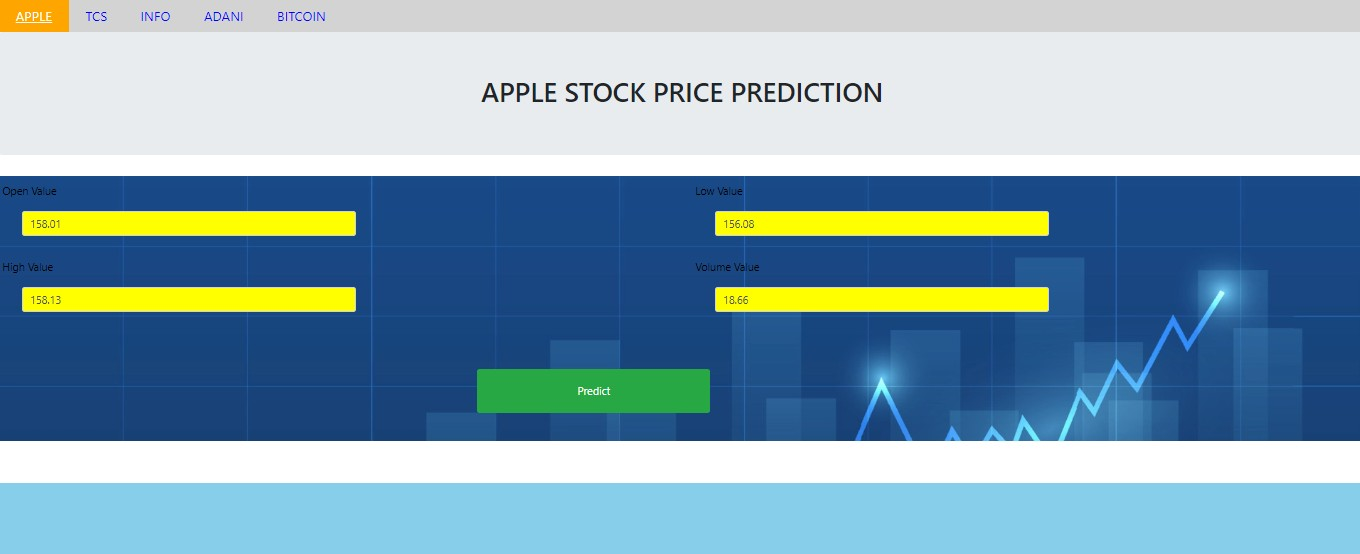 APPLE TCS INFO ADANI BITCOIN
APPLE STOCK PRICE PREDICTION
Open Value
Low Value
158.01
156.08
High Value
Volume Value
158.13
18.66
Predict